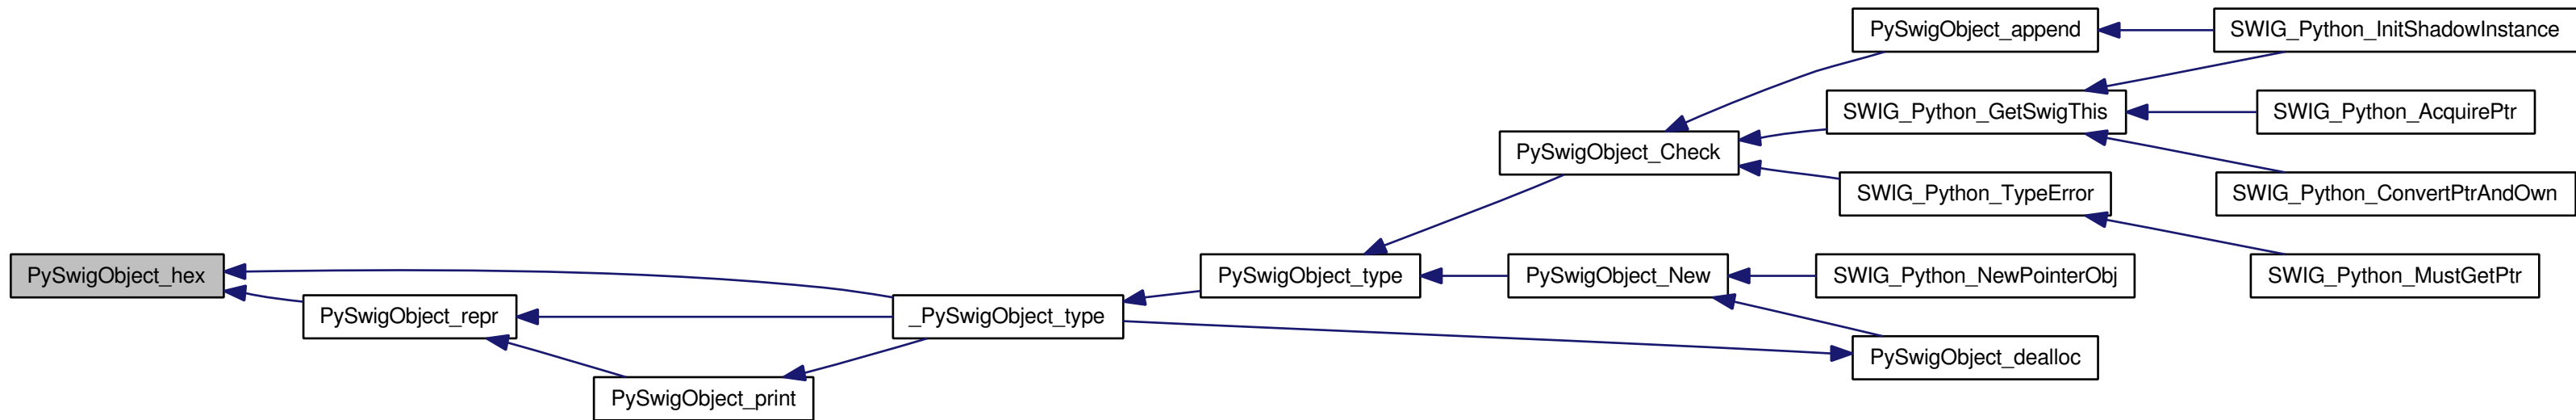 PySwigObject_append
SWIG_Python_InitShadowInstance
SWIG_Python_GetSwigThis
SWIG_Python_AcquirePtr
PySwigObject_Check
SWIG_Python_TypeError
SWIG_Python_ConvertPtrAndOwn
PySwigObject_hex
PySwigObject_type
PySwigObject_New
SWIG_Python_NewPointerObj
SWIG_Python_MustGetPtr
PySwigObject_repr
_PySwigObject_type
PySwigObject_dealloc
PySwigObject_print